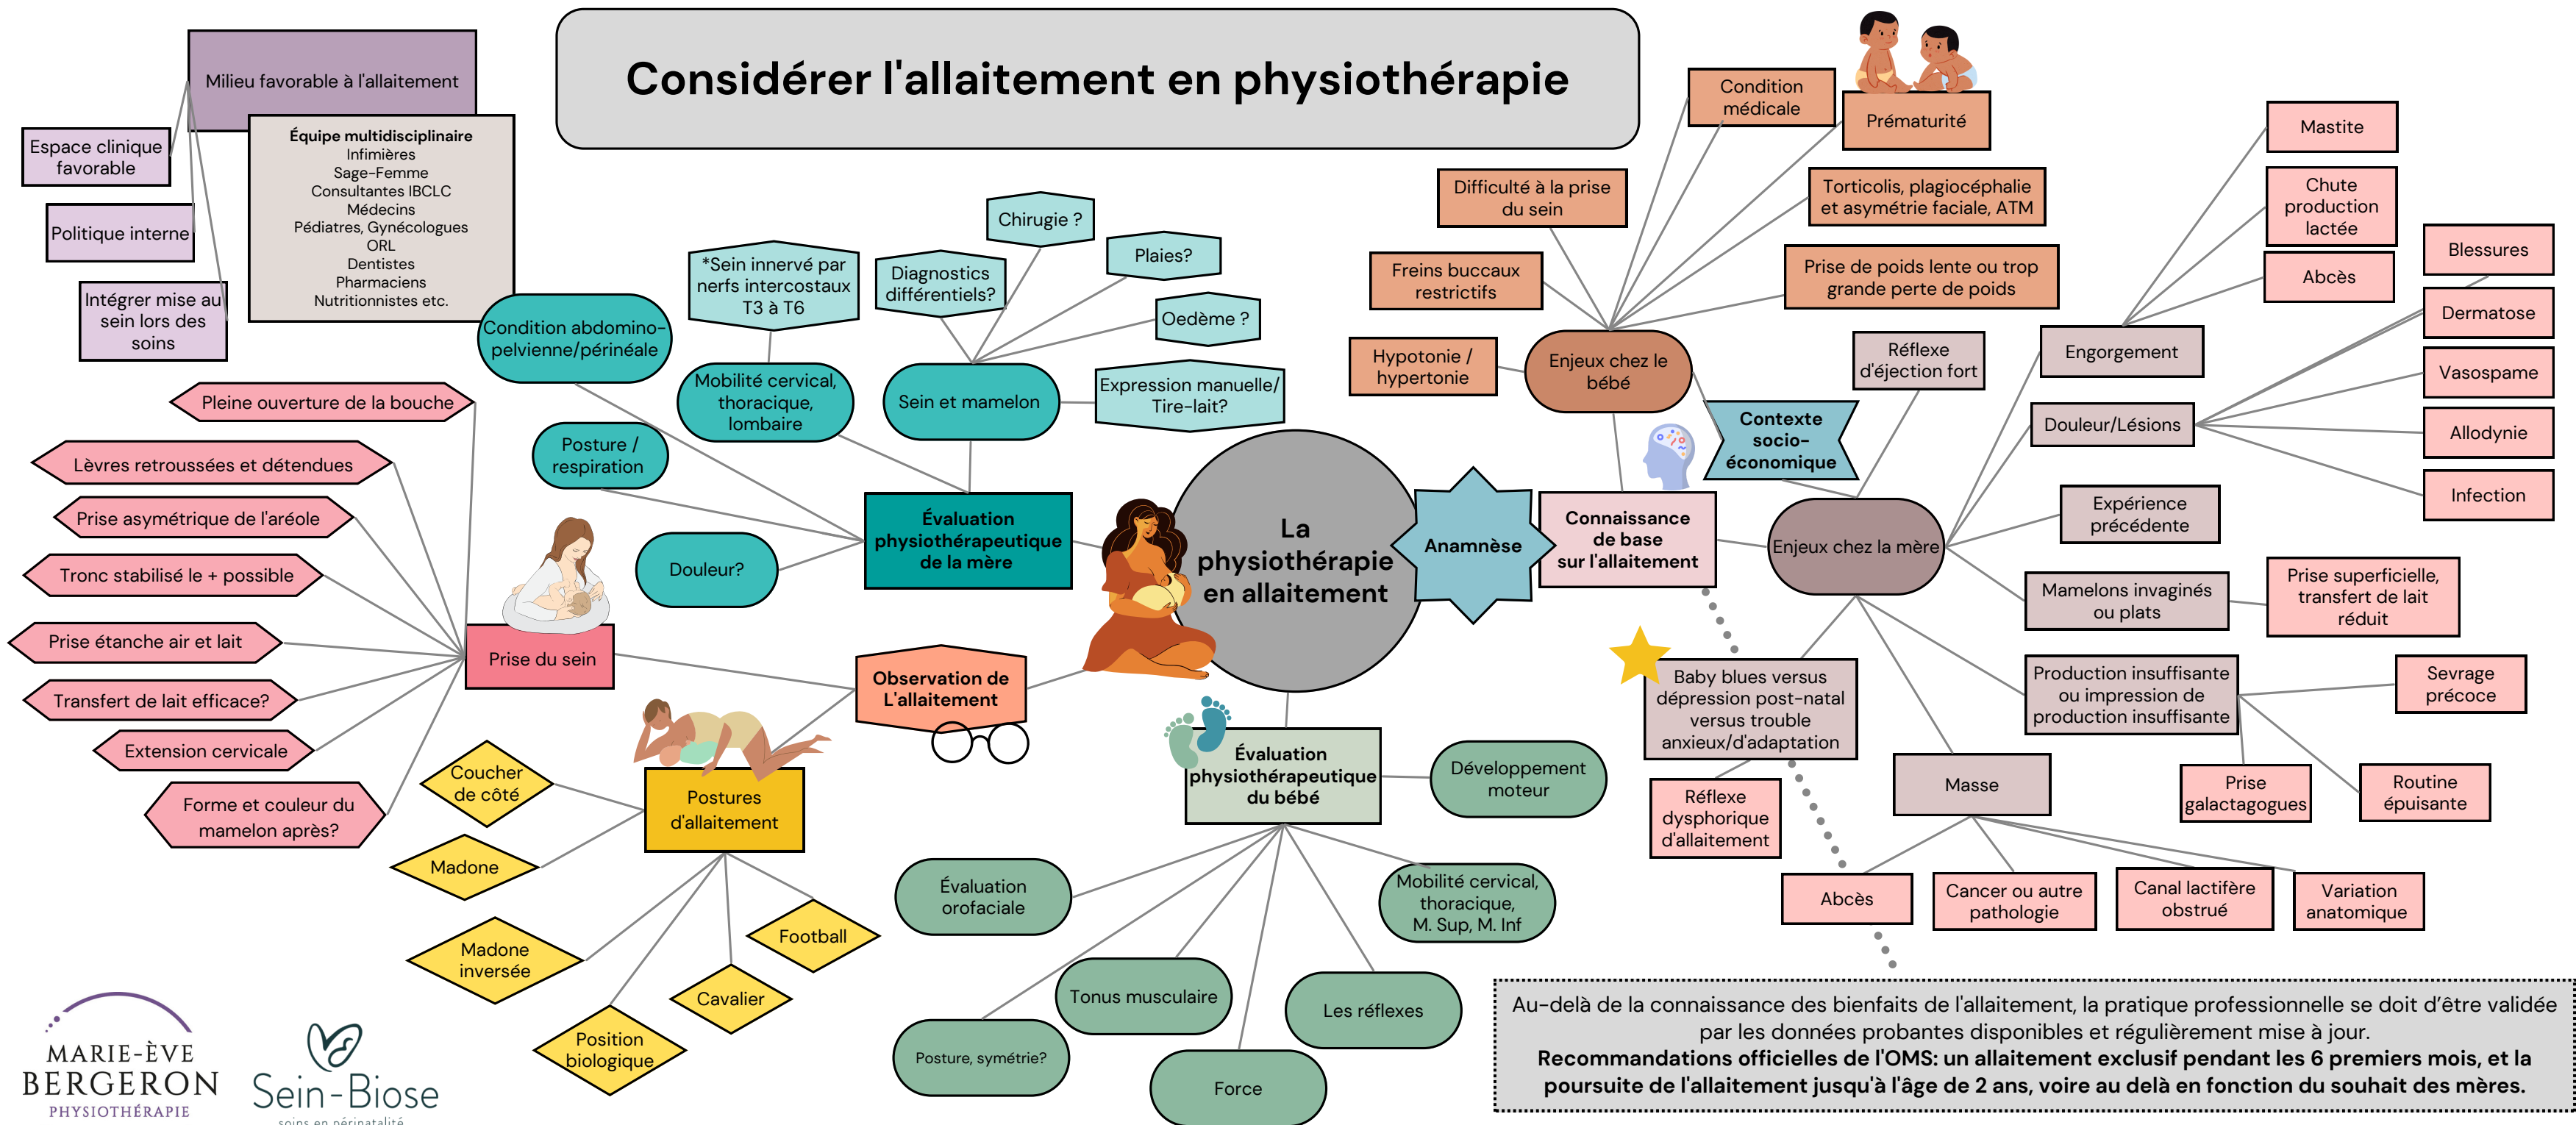 Considérer l'allaitement en physiothérapie
Milieu favorable à l'allaitement
Espace clinique
favorable
Politique interne
Intégrer mise au
sein lors des
soins
Équipe multidisciplinaire
Infimières
Sage-Femme
Consultantes IBCLC
Médecins
Pédiatres, Gynécologues
ORL
Dentistes
Pharmaciens
Nutritionnistes etc.
Condition abdomino-
pelvienne/périnéale
*Sein innervé par
nerfs intercostaux
T3 à T6
Mobilité cervical,
thoracique,
lombaire
Posture /
respiration
Douleur?
Diagnostics
différentiels?
Chirugie ?
Plaies?
Oedème ?
Expression manuelle/
Tire-lait?
Sein et mamelon
Évaluation
physiothérapeutique
de la mère
La
physiothérapie
en allaitement
Anamnèse
Connaissance
de base
sur l'allaitement
Contexte
socio-
économique
Enjeux chez le
bébé
Condition
médicale
Prématurité
Difficulté à la prise
du sein
Torticolis, plagiocéphalie
et asymétrie faciale, ATM
Freins buccaux
restrictifs
Prise de poids lente ou trop
grande perte de poids
Hypotonie /
hypertonie
Enjeux chez la mère
Réflexe
d'éjection fort
Engorgement
Mastite
Chute
production
lactée
Abcès
Douleur/Lésions
Blessures
Dermatose
Vasospame
Allodynie
Infection
Expérience
précédente
Mamelons invaginés
ou plats
Prise superficielle,
transfert de lait
réduit
Production insuffisante
ou impression de
production insuffisante
Sevrage
précoce
Prise
galactagogues
Routine
épuisante
Baby blues versus
dépression post-natal
versus trouble
anxieux/d'adaptation
Réflexe
dysphorique
d'allaitement
Masse
Abcès
Cancer ou autre
pathologie
Canal lactifère
obstrué
Variation
anatomique
Pleine ouverture de la bouche
Lèvres retroussées et détendues
Prise asymétrique de l'aréole
Tronc stabilisé le + possible
Prise étanche air et lait
Transfert de lait efficace?
Extension cervicale
Forme et couleur du
mamelon après?
Prise du sein
Observation de
L'allaitement
Postures
d'allaitement
Coucher
de côté
Madone
Madone
inversée
Position
biologique
Cavalier
Football
Évaluation
physiothérapeutique
du bébé
Développement
moteur
Évaluation
orofaciale
Mobilité cervical,
thoracique,
M. Sup, M. Inf
Tonus musculaire
Les réflexes
Posture, symétrie?
Force
Au-delà de la connaissance des bienfaits de l'allaitement, la pratique professionnelle se doit d’être validée
par les données probantes disponibles et régulièrement mise à jour.
Recommandations officielles de l'OMS: un allaitement exclusif pendant les 6 premiers mois, et la
poursuite de l'allaitement jusqu'à l'âge de 2 ans, voire au delà en fonction du souhait des mères.
MARIE-ÈVE
BERGERON
PHYSIOTHÉRAPIE
Sein-Biose
soins en périnatalité